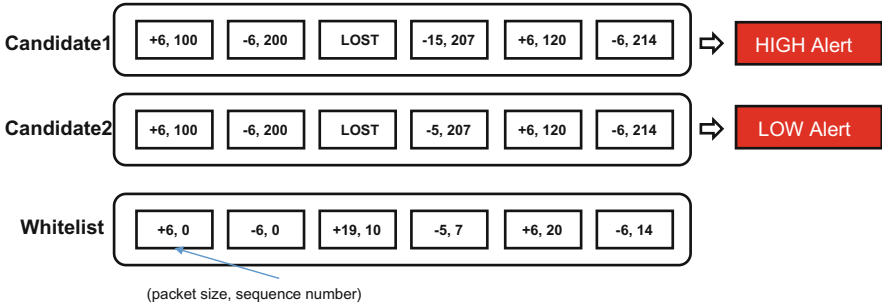 Candidate1 +6, 100 -6, 200 LOST -15, 207 +6, 120 -6, 214 HIGH Alert
Candidate2 +6, 100 -6, 200 LOST -5, 207 +6, 120 -6, 214 LOW Alert
Whitelist +6, 0 -6, 0 +19, 10 -5, 7 +6, 20 -6, 14
(packet size, sequence number)